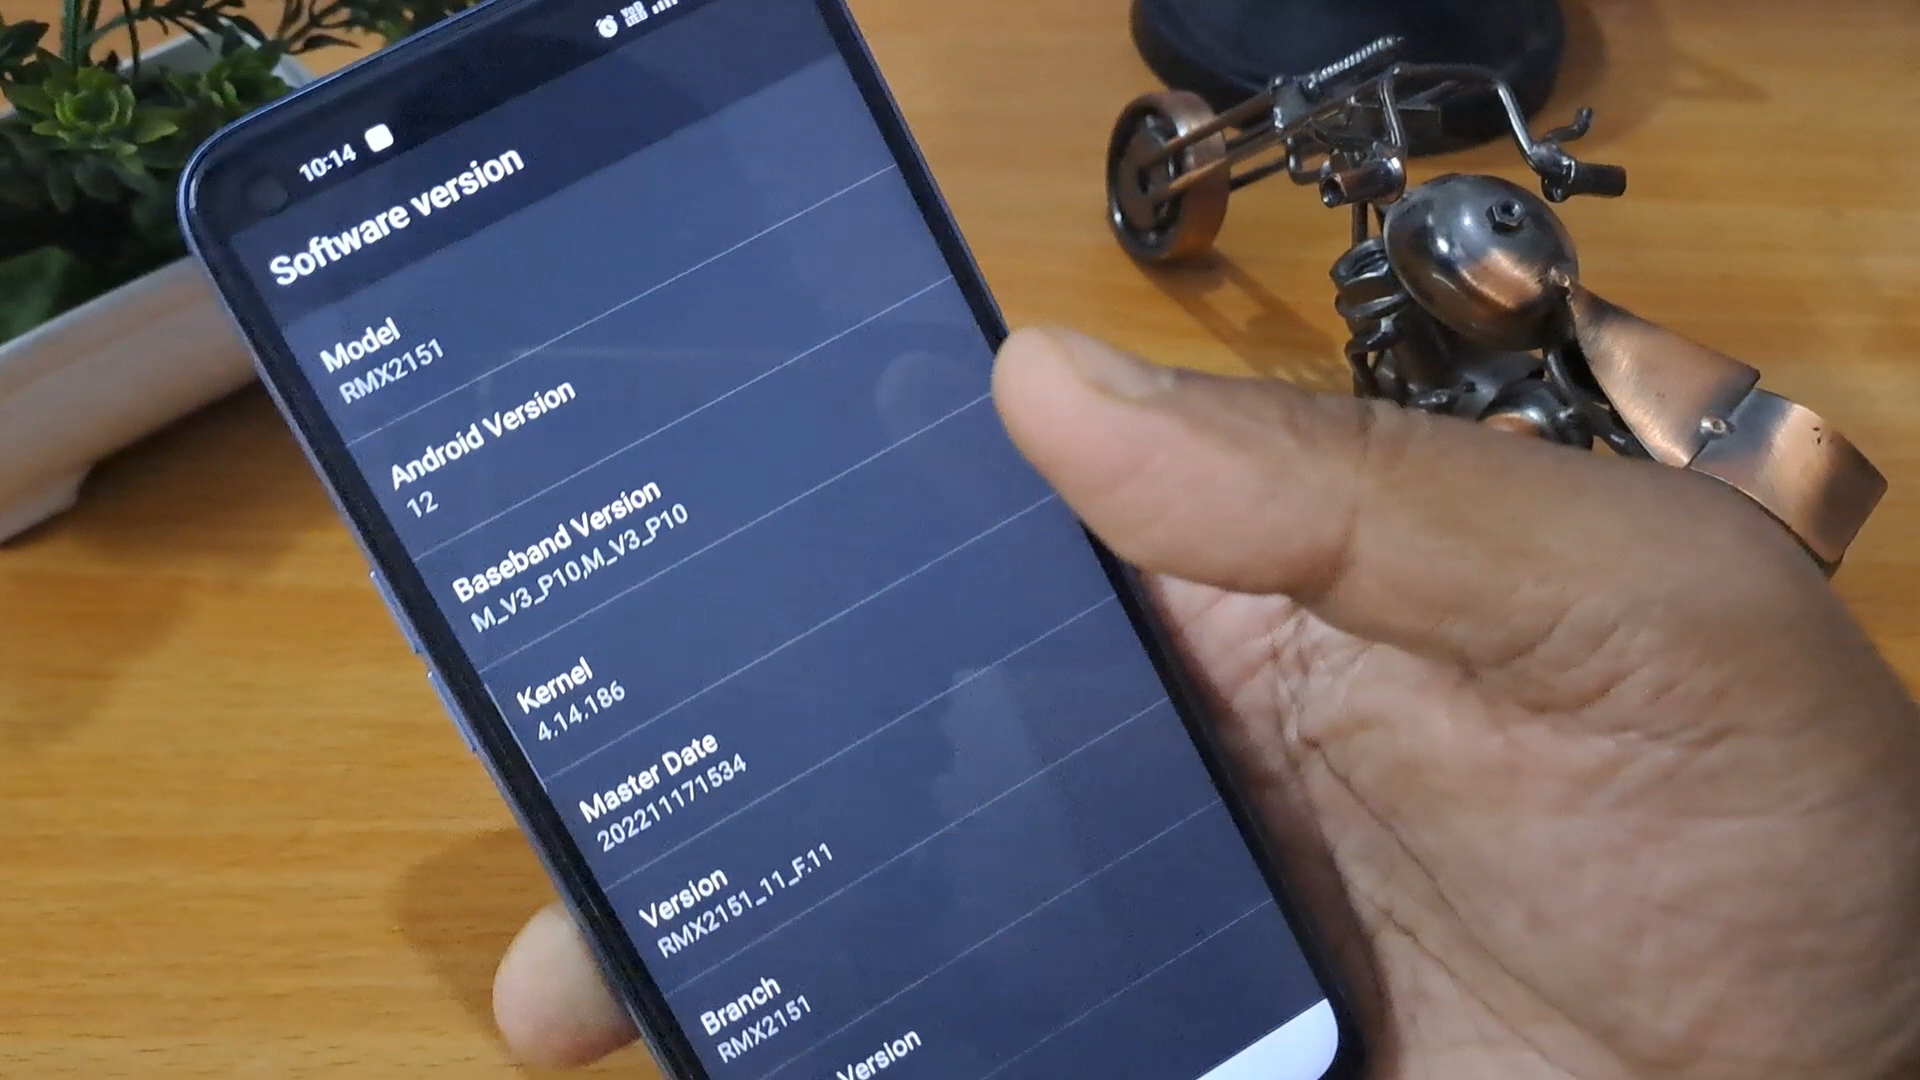 10:14
Software version
Model
RMX2151
Android Version
12
Baseband Version
M_V3_P10,M_V3_P10
Kernel
4.14.186
Master Date
202211171534
Version
RMX2151_11_F.11
Branch
RMX2151
Version